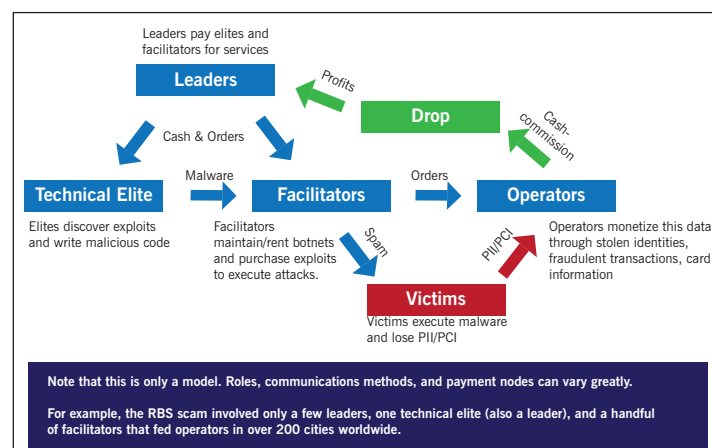 Leaders pay elites and
facilitators for services
Leaders
Profits
Drop
Cash-
commission
Cash & Orders
Technical Elite
Malware
Facilitators
Orders
Operators
Elites discover exploits
and write malicious code
Facilitators
maintain/rent botnets
and purchase exploits
to execute attacks.
Spam
PII/PCI
Operators monetize this data
through stolen identities,
fraudulent transactions, card
information
Victims
Victims execute malware
and lose PII/PCI
Note that this is only a model. Roles, communications methods, and payment nodes can vary greatly.
For example, the RBS scam involved only a few leaders, one technical elite (also a leader), and a handful
of facilitators that fed operators in over 200 cities worldwide.